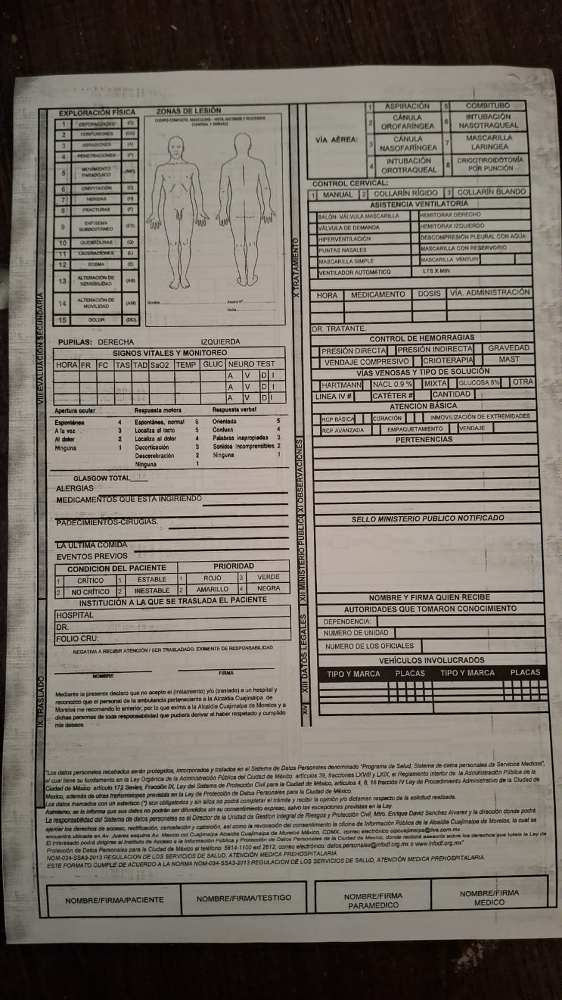 VIII EVALUACIÓN SECUNDARIA
EXPLORACIÓN FÍSICA
1 DEFORMIDADES (D)
2 CONTUSIONES (CO)
3 ABRASIONES (A)
4 PENETRACIONES (P)
5 MOVIMIENTO PARADÓJICO (MP)
6 CREPITACIÓN (C)
7 HERIDAS (H)
8 FRACTURAS (F)
9 ENFISEMA SUBCUTÁNEO (ES)
10 QUEMADURAS (Q)
11 LACERACIONES (L)
12 EDEMA (E)
13 ALTERACIÓN DE SENSIBILIDAD (AS)
14 ALTERACIÓN DE MOVILIDAD (AM)
15 DOLOR (DO)
ZONAS DE LESIÓN
CUERPO COMPLETO, MASCULINO - VISTA ANTERIOR Y POSTERIOR
(VENTRAL Y DORSAL)
Nombre Asunto N°
Fecha
PUPILAS: DERECHA IZQUIERDA
SIGNOS VITALES Y MONITOREO
HORA FR FC TAS TAD SaO2 TEMP GLUC NEURO TEST
A V D I
A V D I
A V D I
Apertura ocular Respuesta motora Respuesta verbal
Espontánea 4 Espontánea, normal 6 Orientada 5
A la voz 3 Localiza al tacto 5 Confusa 4
Al dolor 2 Localiza al dolor 4 Palabras inapropiadas 3
Ninguna 1 Decorticación 3 Sonidos incomprensibles 2
Descerebración 2 Ninguna 1
Ninguna 1
GLASGOW TOTAL
ALERGIAS
MEDICAMENTOS QUE ESTA INGIRIENDO
PADECIMIENTOS-CIRUGIAS.
LA ULTIMA COMIDA
EVENTOS PREVIOS
CONDICION DEL PACIENTE PRIORIDAD
1 CRÍTICO 1 ESTABLE 1 ROJO 3 VERDE
2 NO CRÍTICO 2 INESTABLE 2 AMARILLO 4 NEGRA
IX TRASLADO
INSTITUCIÓN A LA QUE SE TRASLADA EL PACIENTE
HOSPITAL
DR.
FOLIO CRU:
NEGATIVA A RECIBIR ATENCIÓN / SER TRASLADADO. EXIMENTE DE RESPONSABILIDAD
NOMBRE FIRMA
Mediante la presente declaro que no acepto el (tratamiento) y/o (traslado) a un hospital y
reconozco que el personal de la ambulancia perteneciente a la Alcaldia Cuajimalpa de
Morelos me recomendo lo anterior, por lo que eximo a la Alcaldia Cuajimalpa de Morelos y a
dichas personas de toda responsabilidad que pudiera derivar al haber respetado y cumplido
mis deseos.
X TRATAMIENTO
VÍA AÉREA:
1 ASPIRACIÓN 5 COMBITUBO
2 CÁNULA OROFARÍNGEA 6 INTUBACIÓN NASOTRAQUEAL
3 CÁNULA NASOFARÍNGEA 7 MASCARILLA LARINGEA
4 INTUBACIÓN OROTRAQUEAL 8 CRICOTIROIDOTOMÍA POR PUNCIÓN
CONTROL CERVICAL:
1 MANUAL 2 COLLARÍN RÍGIDO 3 COLLARÍN BLANDO
ASISTENCIA VENTILATORIA
BALÓN- VÁLVULA MASCARILLA HEMITORAX DERECHO
VÁLVULA DE DEMANDA HEMITORAX IZQUIERDO
HIPERVENTILACIÓN DESCOMPRESIÓN PLEURAL CON AGUA
PUNTAS NASALES MASCARILLA CON RESERVORIO
MASCARILLA SIMPLE MASCARILLA VENTURI
VENTILADOR AUTOMÁTICO LTS X MIN
HORA MEDICAMENTO DOSIS VÍA. ADMINISTRACIÓN
DR. TRATANTE.
CONTROL DE HEMORRAGIAS
PRESIÓN DIRECTA PRESIÓN INDIRECTA GRAVEDAD
VENDAJE COMPRESIVO CRIOTERAPIA MAST
VÍAS VENOSAS Y TIPO DE SOLUCIÓN
HARTMANN NACL 0.9 % MIXTA GLUCOSA 5% OTRA
LINEA IV # CATÉTER # CANTIDAD
ATENCION BÁSICA
RCP BÁSICA CURACIÓN INMOVILIZACIÓN DE EXTREMIDADES
RCP AVANZADA EMPAQUETAMIENTO VENDAJE
XI OBSERVACIONES
PERTENENCIAS
XII MINISTERIO PUBLICO
SELLO MINISTERIO PUBLICO NOTIFICADO
NOMBRE Y FIRMA QUIEN RECIBE
XIII DATOS LEGALES
AUTORIDADES QUE TOMARON CONOCIMIENTO
DEPENDENCIA:
NUMERO DE UNIDAD
NUMERO DE LOS OFICIALES
XIV
VEHÍCULOS INVOLUCRADOS
TIPO Y MARCA PLACAS TIPO Y MARCA PLACAS
"Los datos personales recabados serán protegidos, incorporados y tratados en el Sistema de Datos Personales denominado "Programa de Salud, Sistema de datos personales de Servicios Medicos",
el cual tiene su fundamento en la Ley Orgánica de la Administración Pública del Ciudad de México artículos 39, fracciones LXVIII y LXIX, el Reglamento Interior de la Administración Pública de la
Ciudad de México artículo 172 Sexies, Fracción IX, Ley del Sistema de Protección Civil para la Ciudad de México, artículos 4, 8, 16 fracción IV Ley de Procedimiento Administrativo de la Ciudad de
Mexico, además de otras transmisiones previstas en la Ley de Protección de Datos Personales para la Ciudad de México.
Los datos marcados con un asterisco (*) son obligatorios y sin ellos no podrá completar el trámite y recibir la opinión y/o dictamen respecto de la solicitud realizada.
Asimismo, se le informa que sus datos no podrán ser difundidos sin su consentimiento expreso, salvo las excepciones previstas en la Ley.
La responsabilidad del Sistema de datos personales es el Director de la Unidad de Gestion Integral de Riesgos y Protección Civil, Mtro. Enrique David Sanchez Alvarez y la dirección donde podrá
ejercer los derechos de acceso, rectificación, cancelación y oposición, así como la revocación del consentimiento la oficina de Información Pública de la Alcaldía Cuajimalpa de Morelos, la cual se
encuentre ubicada en Av. Juarez esquina Av. Mexico col.Cuajimalpa Alcaldia Cuajimalpa de Morelos México, CDMX., correo electrónico oipcuajimalpa@live.com.mx
El interesado podrá dirigirse al Instituto de Acceso a la Información Pública y Protección de Datos Personales de la Ciudad de Mexico, donde recibirá asesoría sobre los derechos que tutela la Ley de
Protección de Datos Personales para la Ciudad de México al teléfono: 5814-1100 ext 2612; correo electrónico: datos.personales@infodf.org.mx o www.infodf.org.mx"
NOM-034-SSA3-2013 REGULACION DE LOS SERVICIOS DE SALUD, ATENCIÓN MEDICA PREHOSPITALARIA.
ESTE FORMATO CUMPLE DE ACUERDO A LA NORMA NOM-034-SSA3-2013 REGULACION DE LOS SERVICIOS DE SALUD, ATENCIÓN MEDICA PREHOSPITALARIA.
NOMBRE/FIRMA/PACIENTE NOMBRE/FIRMA/TESTIGO NOMBRE/FIRMA PARAMEDICO NOMBRE/FIRMA MEDICO